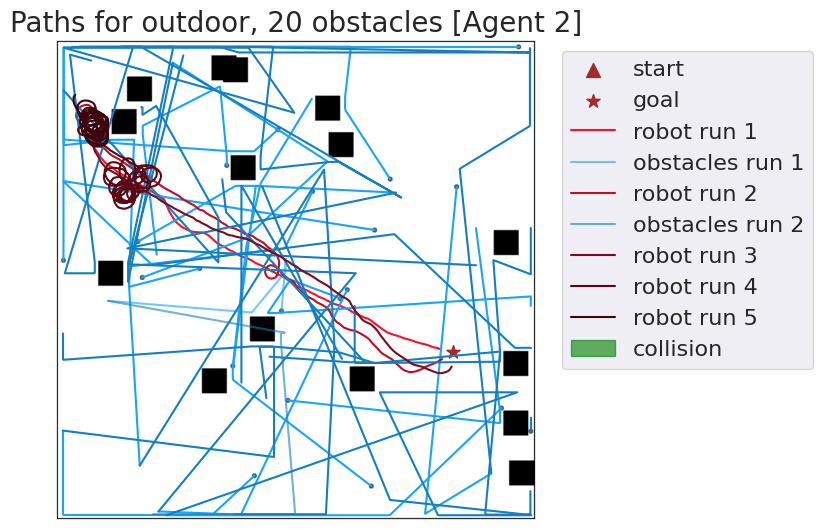 Paths for outdoor, 20 obstacles [Agent 2]
start
goal
robot run 1
obstacles run 1
robot run 2
obstacles run 2
robot run 3
robot run 4
robot run 5
collision